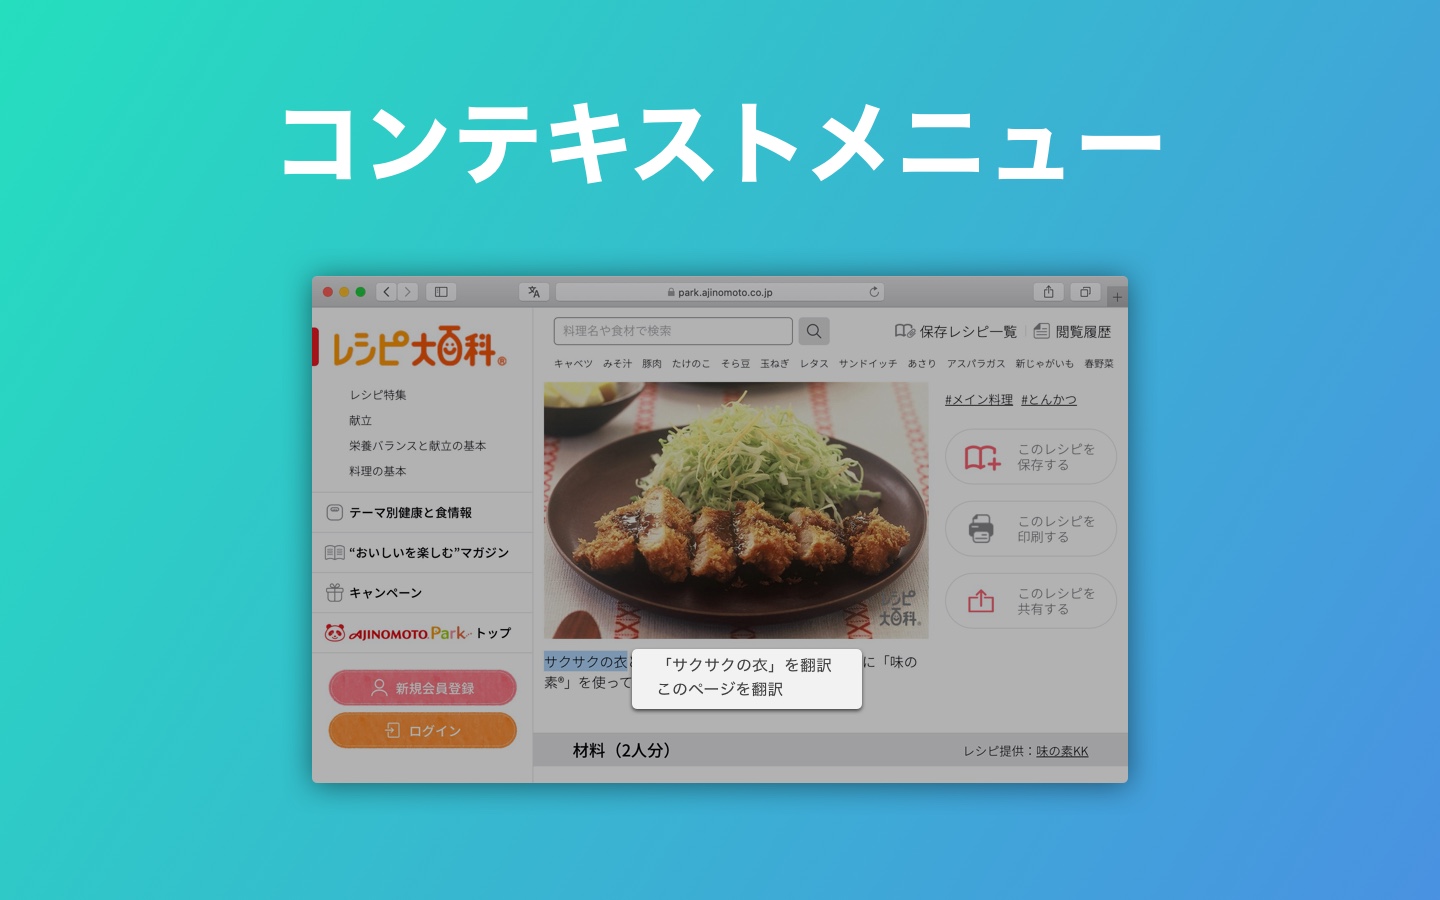 コンテキストメニュー
park.ajinomoto.co.jp
レシピ大百科®
レシピ特集
献立
栄養バランスと献立の基本
料理の基本
テーマ別健康と食情報
“おいしいを楽しむ”マガジン
キャンペーン
AJINOMOTO Park トップ
新規会員登録
ログイン
料理名や食材で検索
保存レシピ一覧 閲覧履歴
キャベツ みそ汁 豚肉 たけのこ そら豆 玉ねぎ レタス サンドイッチ あさり アスパラガス 新じゃがいも 春野菜
レシピ
大百科®
#メイン料理 #とんかつ
このレシピを
保存する
このレシピを
印刷する
このレシピを
共有する
サクサクの衣 に「味の
素®」を使って
「サクサクの衣」を翻訳
このページを翻訳
材料（2人分）
レシピ提供：味の素KK